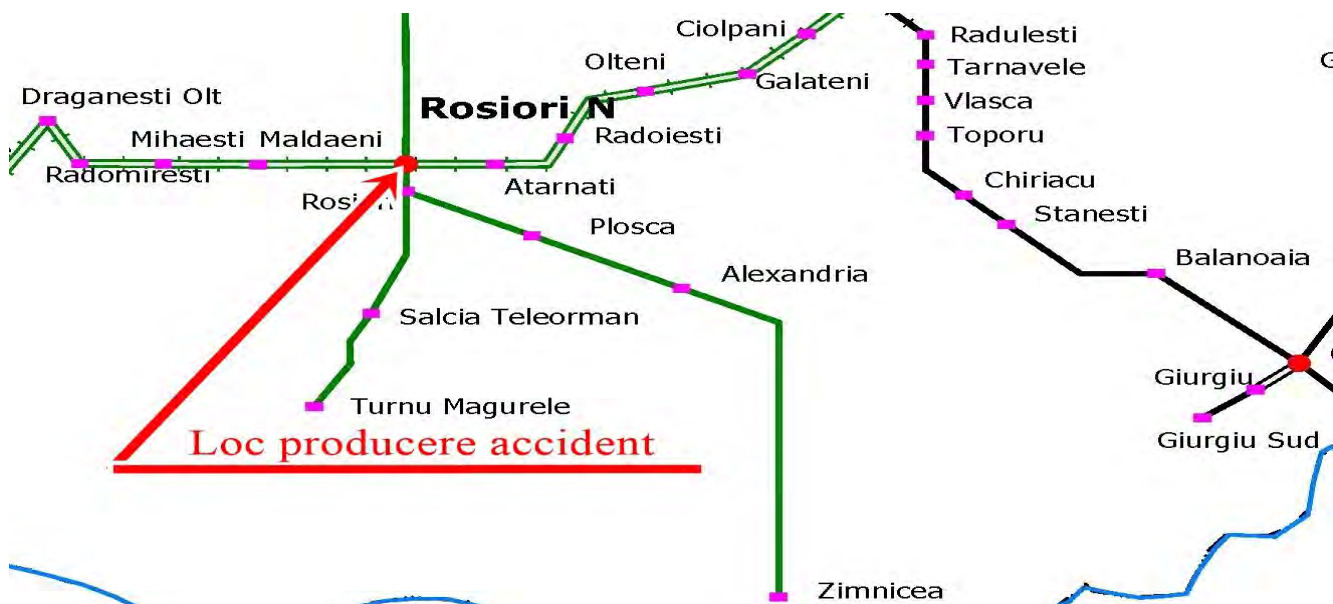 Ciolpani
Radulesti
Olteni
Tarnavele
Galateni
Draganesti Olt
Vlasca
Rosiori N
Mihaesti
Maldaeni
Radoiesti
Toporu
Radomiresti
Atarnati
Chiriacu
Stanesti
Plosca
Balanoaia
Alexandria
Salcia Teleorman
Giurgiu
Turnu Magurele
Loc producere accident
Giurgiu Sud
Zimnicea